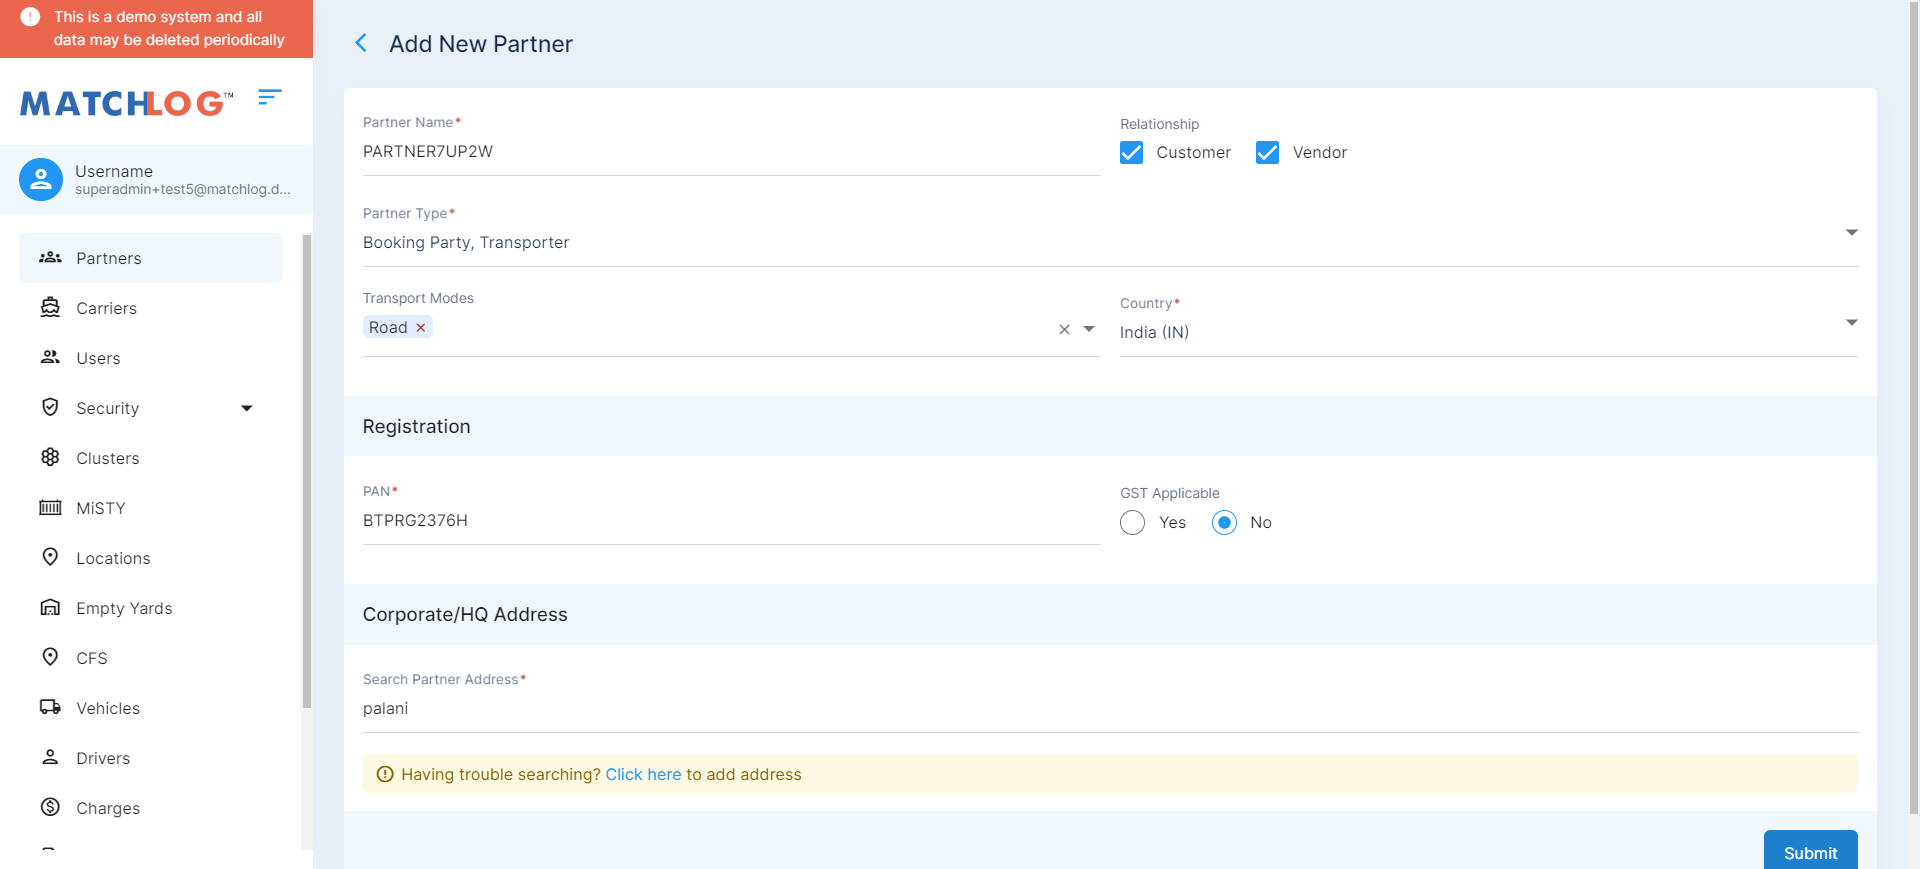 This is a demo system and all
data may be deleted periodically
MATCHLOG™
Username
superadmin+test5@matchlog.d...
Partners
Carriers
Users
Security
Clusters
MiSTY
Locations
Empty Yards
CFS
Vehicles
Drivers
Charges
Add New Partner
Partner Name*
PARTNER7UP2W
Relationship
Customer
Vendor
Partner Type*
Booking Party, Transporter
Transport Modes
Road ×
Country*
India (IN)
Registration
PAN*
BTPRG2376H
GST Applicable
Yes
No
Corporate/HQ Address
Search Partner Address*
palani
Having trouble searching? Click here to add address
Submit